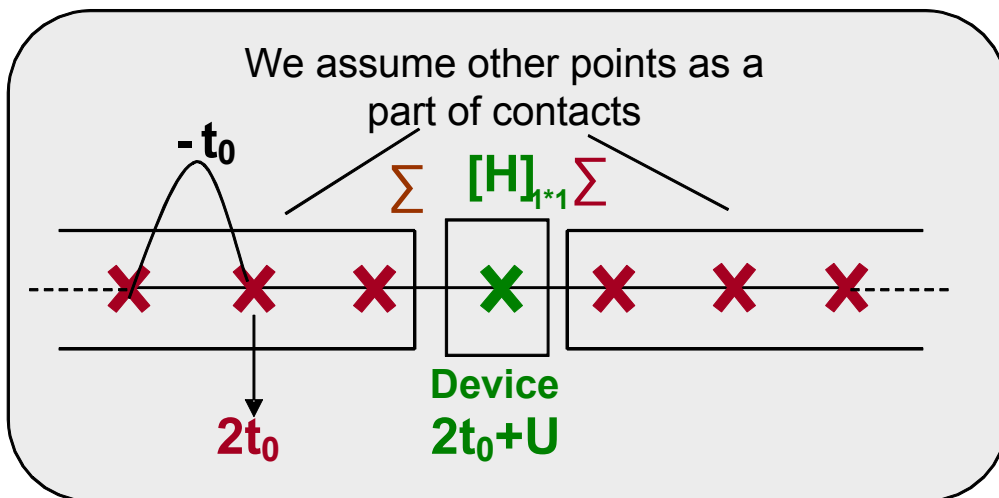 We assume other points as a
part of contacts
- t₀
Σ [H]₁*₁ Σ
Device
2t₀ 2t₀+U